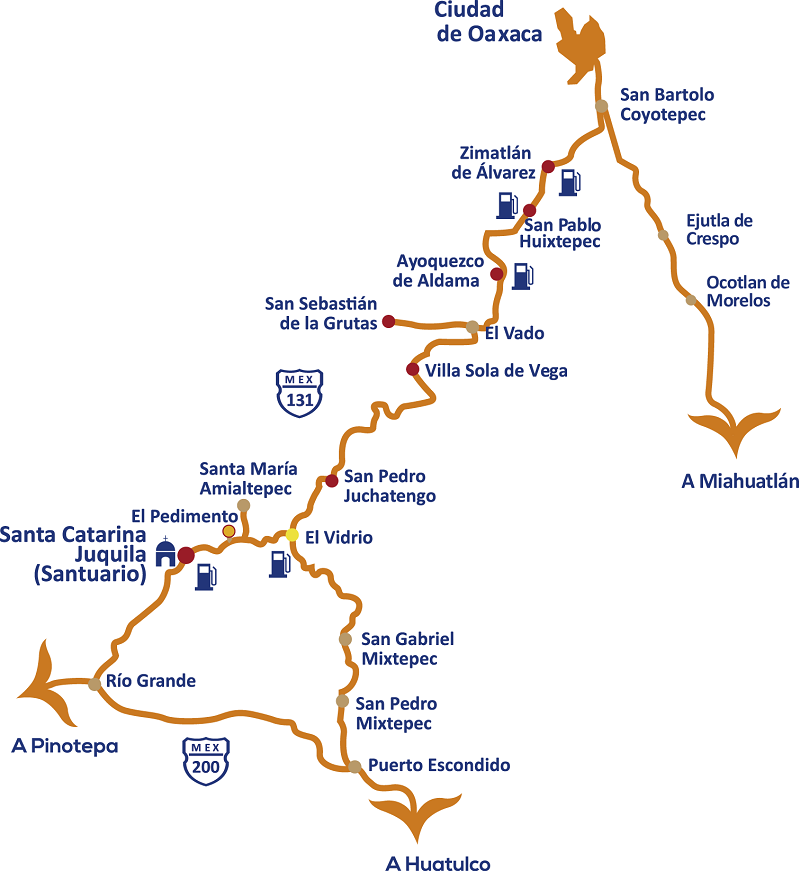 Ciudad
de Oaxaca
San Bartolo
Coyotepec
Zimatlán
de Álvarez
San Pablo
Huixtepec
Ejutla de
Crespo
Ayoquezco
de Aldama
Ocotlan de
Morelos
San Sebastián
de la Grutas
El Vado
Villa Sola de Vega
MEX
131
A Miahuatlán
Santa María
Amialtepec
San Pedro
Juchatengo
El Pedimento
Santa Catarina
Juquila
(Santuario)
El Vidrio
San Gabriel
Mixtepec
Río Grande
San Pedro
Mixtepec
A Pinotepa
MEX
200
Puerto Escondido
A Huatulco